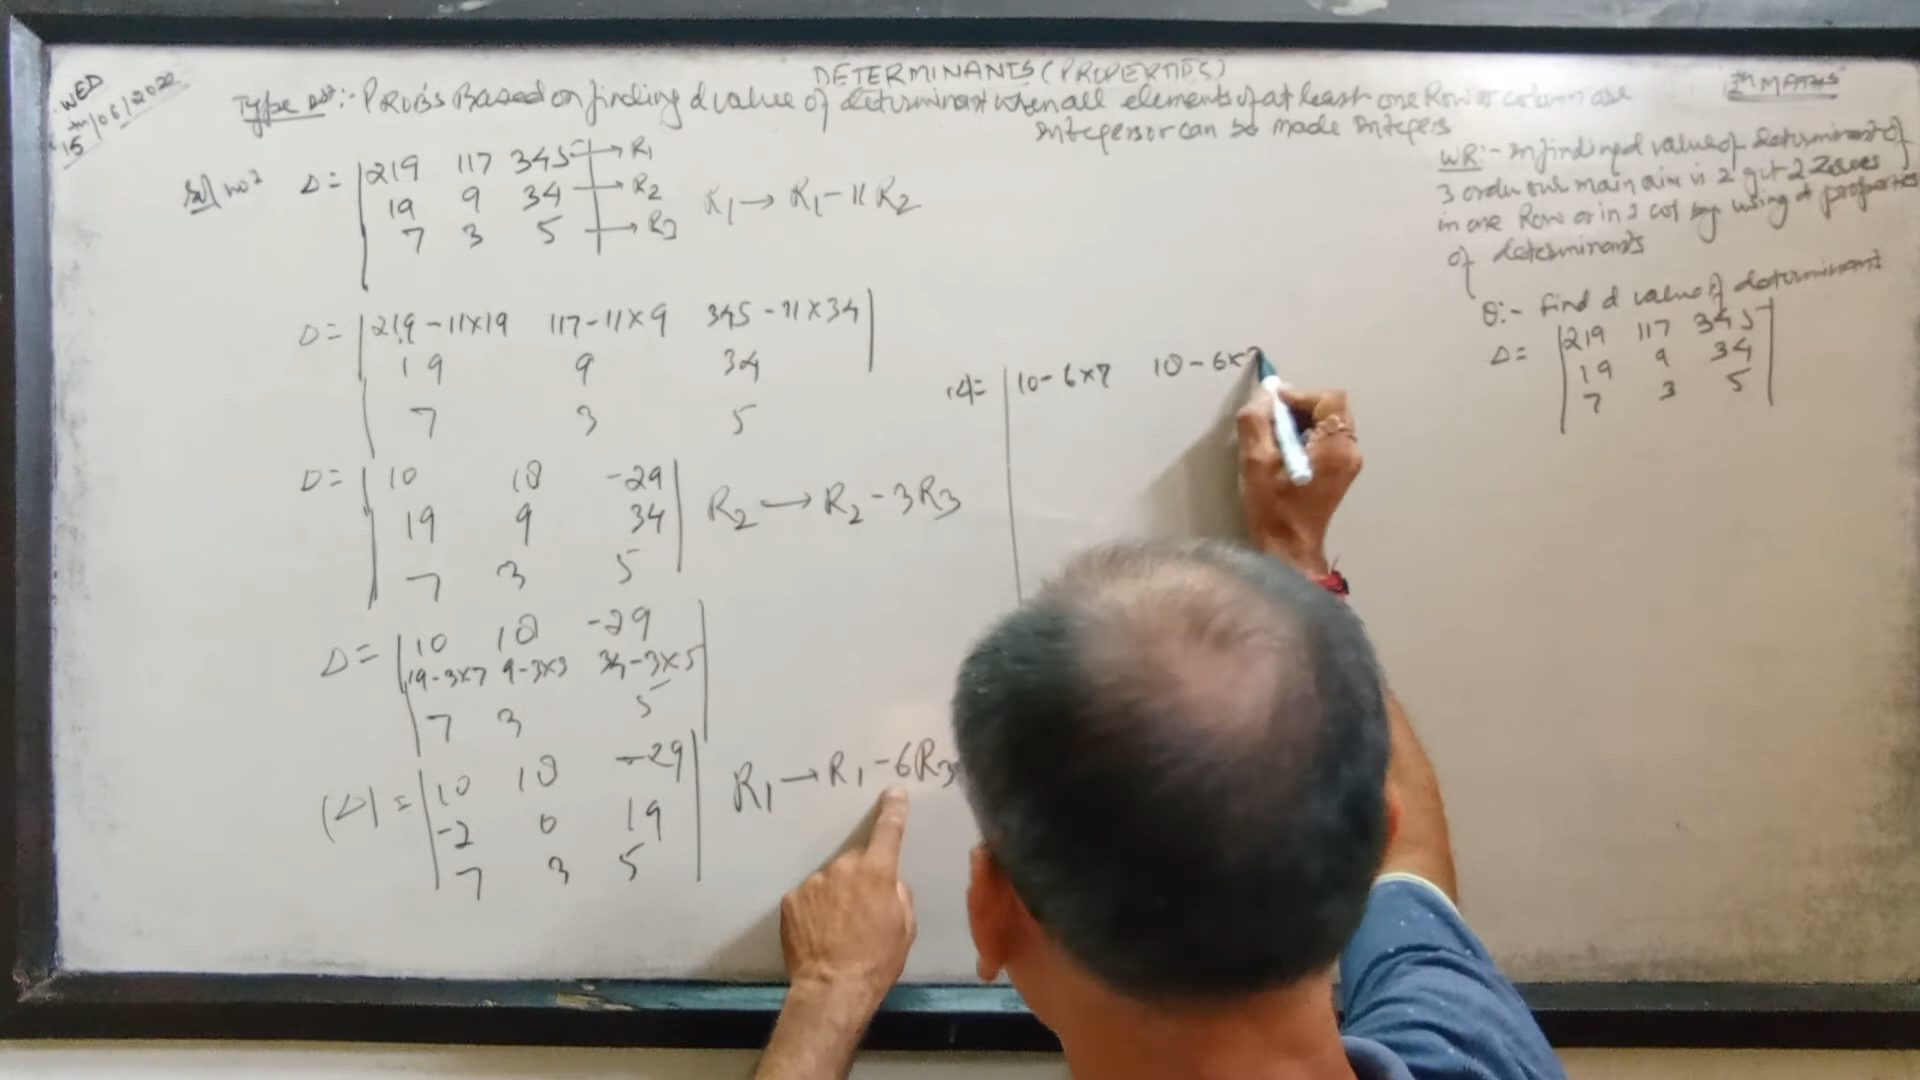 DETERMINANTS (PROPERTIES)
WED
15/06/2022
Type :- PROBS Based on finding d value of determinant when all elements of at least one Row or column are
integers or can be made integers
MATHS
Sol no 2
Δ = |219 117 345| → R1
19 9 34 → R2
7 3 5 → R3
R1 → R1 - 11R2
Δ = |219-11×19 117-11×9 345-11×34|
19 9 34
7 3 5
Δ = |10 18 -29|
19 9 34
7 3 5
R2 → R2 - 3R3
Δ = |10 18 -29|
19-3×7 9-3×3 34-3×5
7 3 5
|Δ| = |10 18 -29|
-2 0 19
7 3 5
R1 → R1 - 6R3
|Δ| = |10-6×7 18-6×3
WR:- In finding d value of determinant of
3 order our main aim is 2 get 2 zeroes
in one Row or in 1 col by using d properties
of determinants
Q:- find d value of determinant
Δ = |219 117 345|
19 9 34
7 3 5